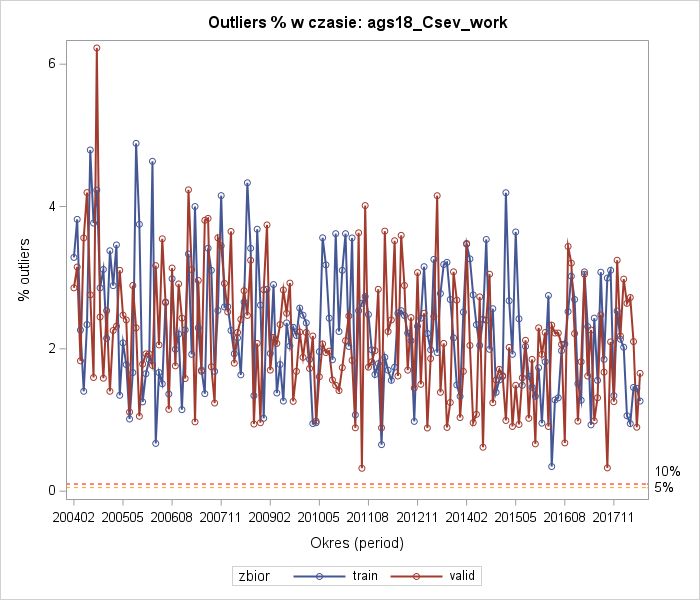 Outliers % w czasie: ags18_Csev_work
% outliers
6
4
2
0
10%
5%
200402 200505 200608 200711 200902 201005 201108 201211 201402 201505 201608 201711
Okres (period)
zbior train valid